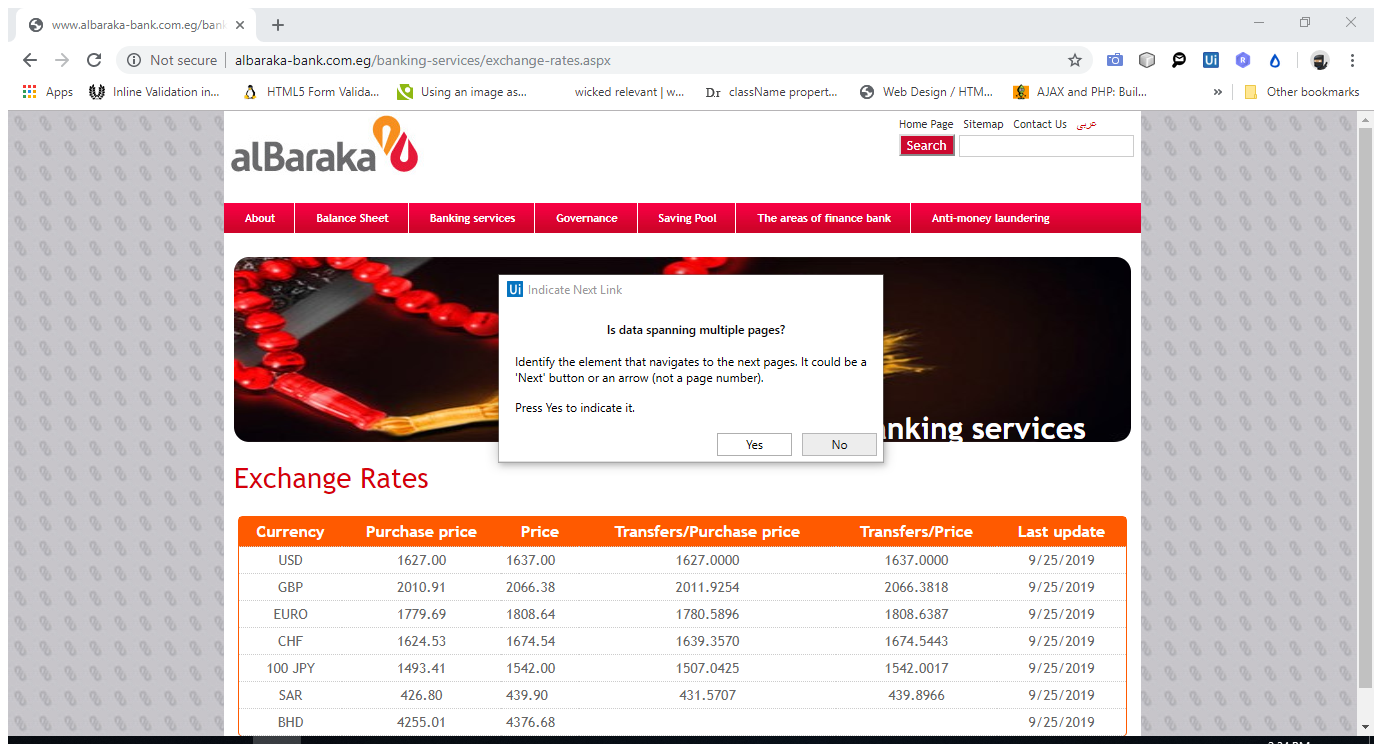 www.albaraka-bank.com.eg/bank
Not secure albaraka-bank.com.eg/banking-services/exchange-rates.aspx
Ui R
Apps Inline Validation in... HTML5 Form Valida... Using an image as... wicked relevant | w... Dr className propert... Web Design / HTM... AJAX and PHP: Buil... » Other bookmarks
Home Page Sitemap Contact Us عربى
alBaraka
Search
About Balance Sheet Banking services Governance Saving Pool The areas of finance bank Anti-money laundering
Ui Indicate Next Link
Is data spanning multiple pages?
Identify the element that navigates to the next pages. It could be a
'Next' button or an arrow (not a page number).
Press Yes to indicate it.
Yes No
anking services
Exchange Rates
Currency Purchase price Price Transfers/Purchase price Transfers/Price Last update
USD 1627.00 1637.00 1627.0000 1637.0000 9/25/2019
GBP 2010.91 2066.38 2011.9254 2066.3818 9/25/2019
EURO 1779.69 1808.64 1780.5896 1808.6387 9/25/2019
CHF 1624.53 1674.54 1639.3570 1674.5443 9/25/2019
100 JPY 1493.41 1542.00 1507.0425 1542.0017 9/25/2019
SAR 426.80 439.90 431.5707 439.8966 9/25/2019
BHD 4255.01 4376.68 9/25/2019